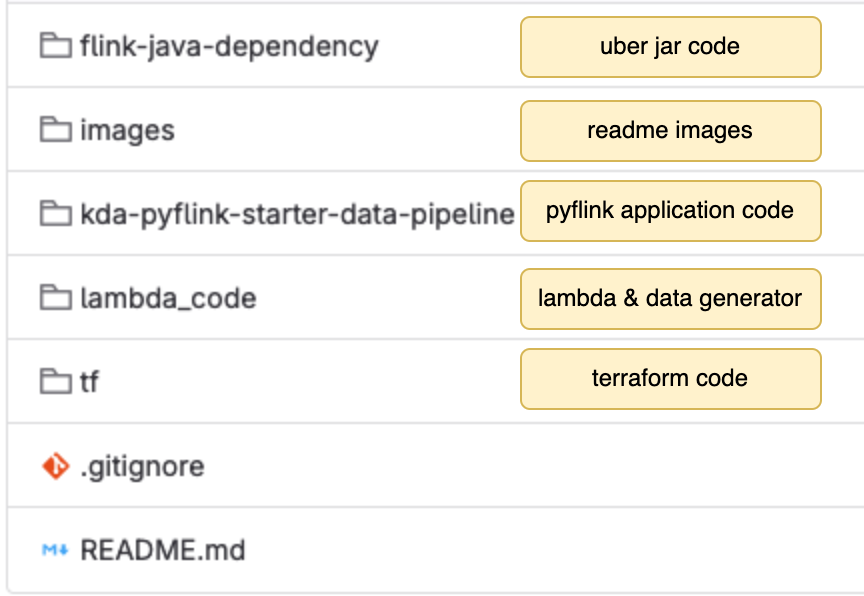 flink-java-dependency uber jar code
images readme images
kda-pyflink-starter-data-pipeline pyflink application code
lambda_code lambda & data generator
tf terraform code
.gitignore
M↓ README.md